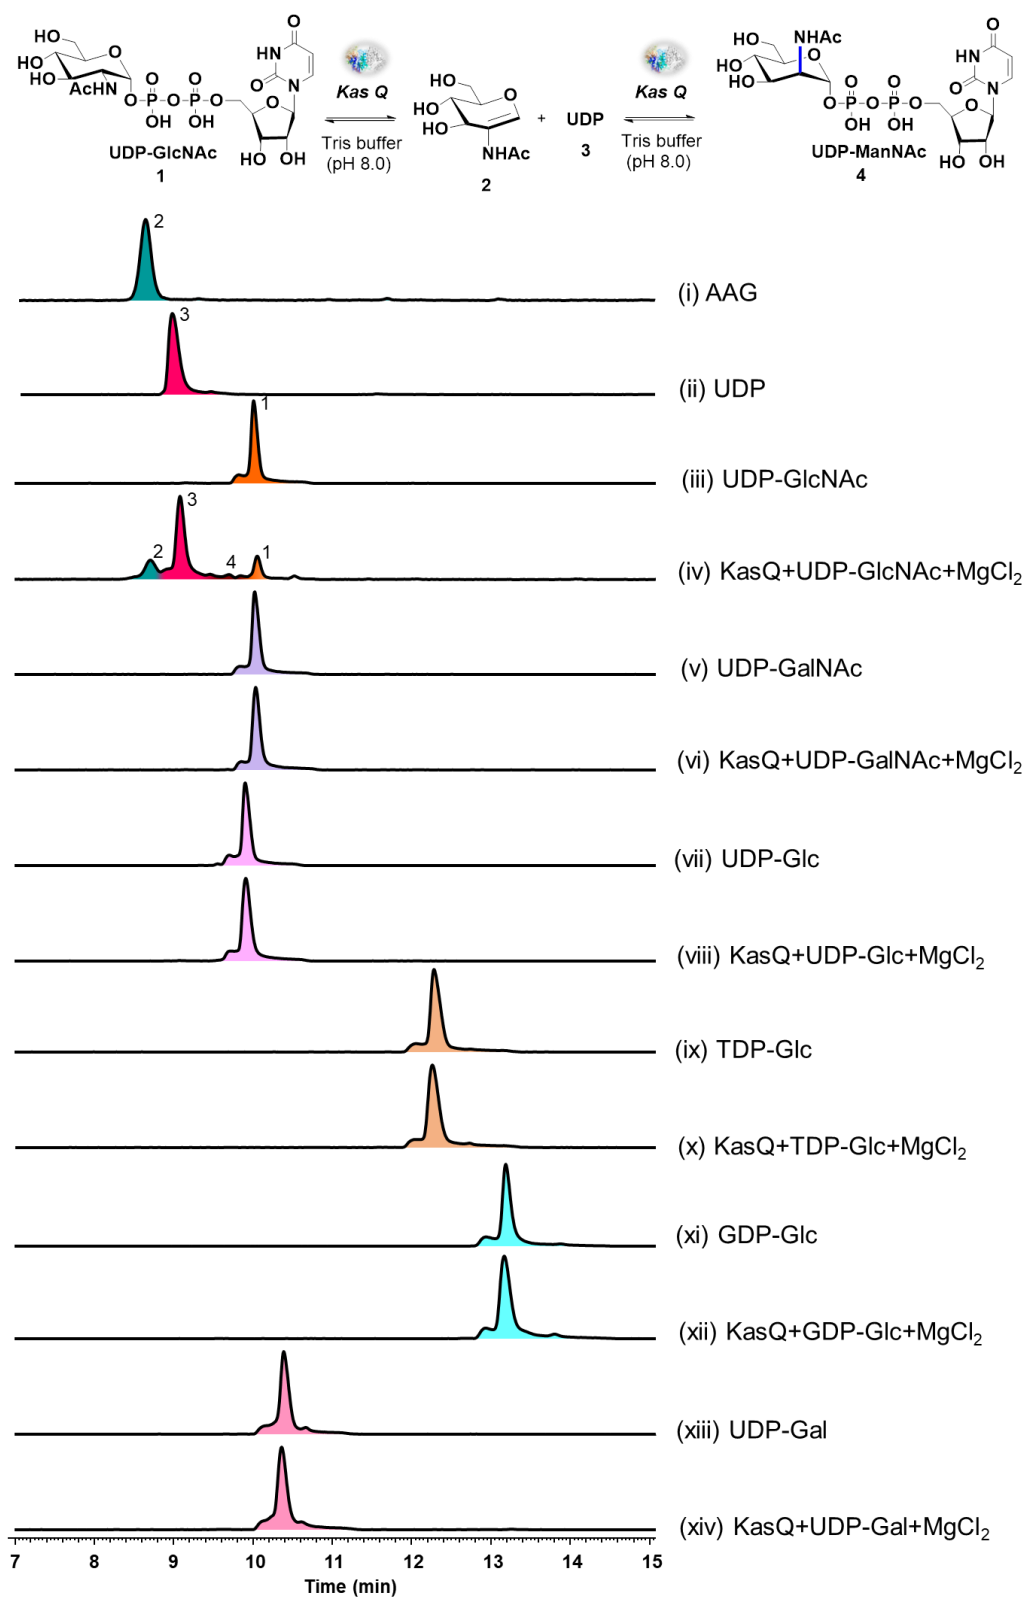 HO
HO
HO
AcHN
O
O
O
P
OH
O
O
P
OH
O
O
HO
OH
O
HN
O
N
UDP-GlcNAc
1
Kas Q
Tris buffer
(pH 8.0)
HO
HO
HO
O
NHAc
2
+
UDP
3
Kas Q
Tris buffer
(pH 8.0)
HO
HO
HO
NHAc
O
O
O
P
OH
O
O
P
OH
O
O
HO
OH
O
HN
O
N
UDP-ManNAc
4
2
(i) AAG
3
(ii) UDP
1
(iii) UDP-GlcNAc
2
3
4
1
(iv) KasQ+UDP-GlcNAc+MgCl2
(v) UDP-GalNAc
(vi) KasQ+UDP-GalNAc+MgCl2
(vii) UDP-Glc
(viii) KasQ+UDP-Glc+MgCl2
(ix) TDP-Glc
(x) KasQ+TDP-Glc+MgCl2
(xi) GDP-Glc
(xii) KasQ+GDP-Glc+MgCl2
(xiii) UDP-Gal
(xiv) KasQ+UDP-Gal+MgCl2
7 8 9 10 11 12 13 14 15
Time (min)